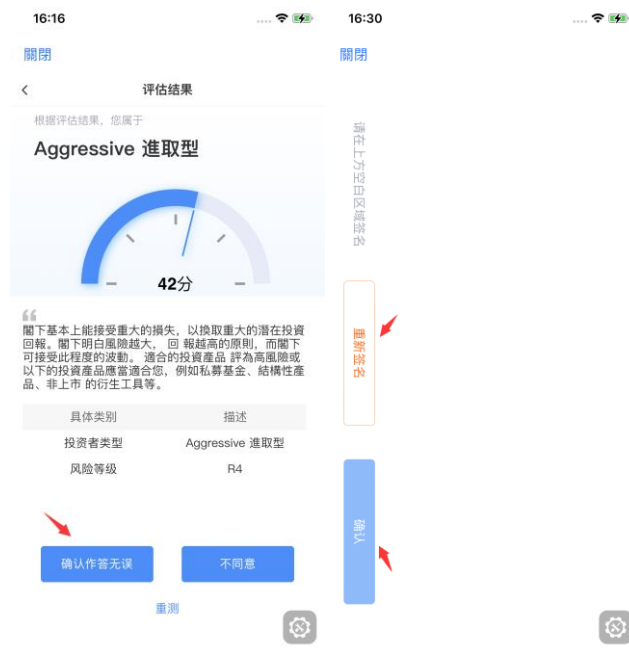 16:16
關閉
评估结果
根据评估结果，您属于
Aggressive 進取型
42分
閣下基本上能接受重大的損失，以換取重大的潛在投資
回報。閣下明白風險越大， 回 報越高的原則，而閣下
可接受此程度的波動。 適合的投資產品 評為高風險或
以下的投資產品應當適合您，例如私募基金、結構性產
品、非上市 的衍生工具等。
具体类别 描述
投资者类型 Aggressive 進取型
风险等级 R4
确认作答无误 不同意
重测
16:30
關閉
请在上方空白区域签名
重新签名
确认